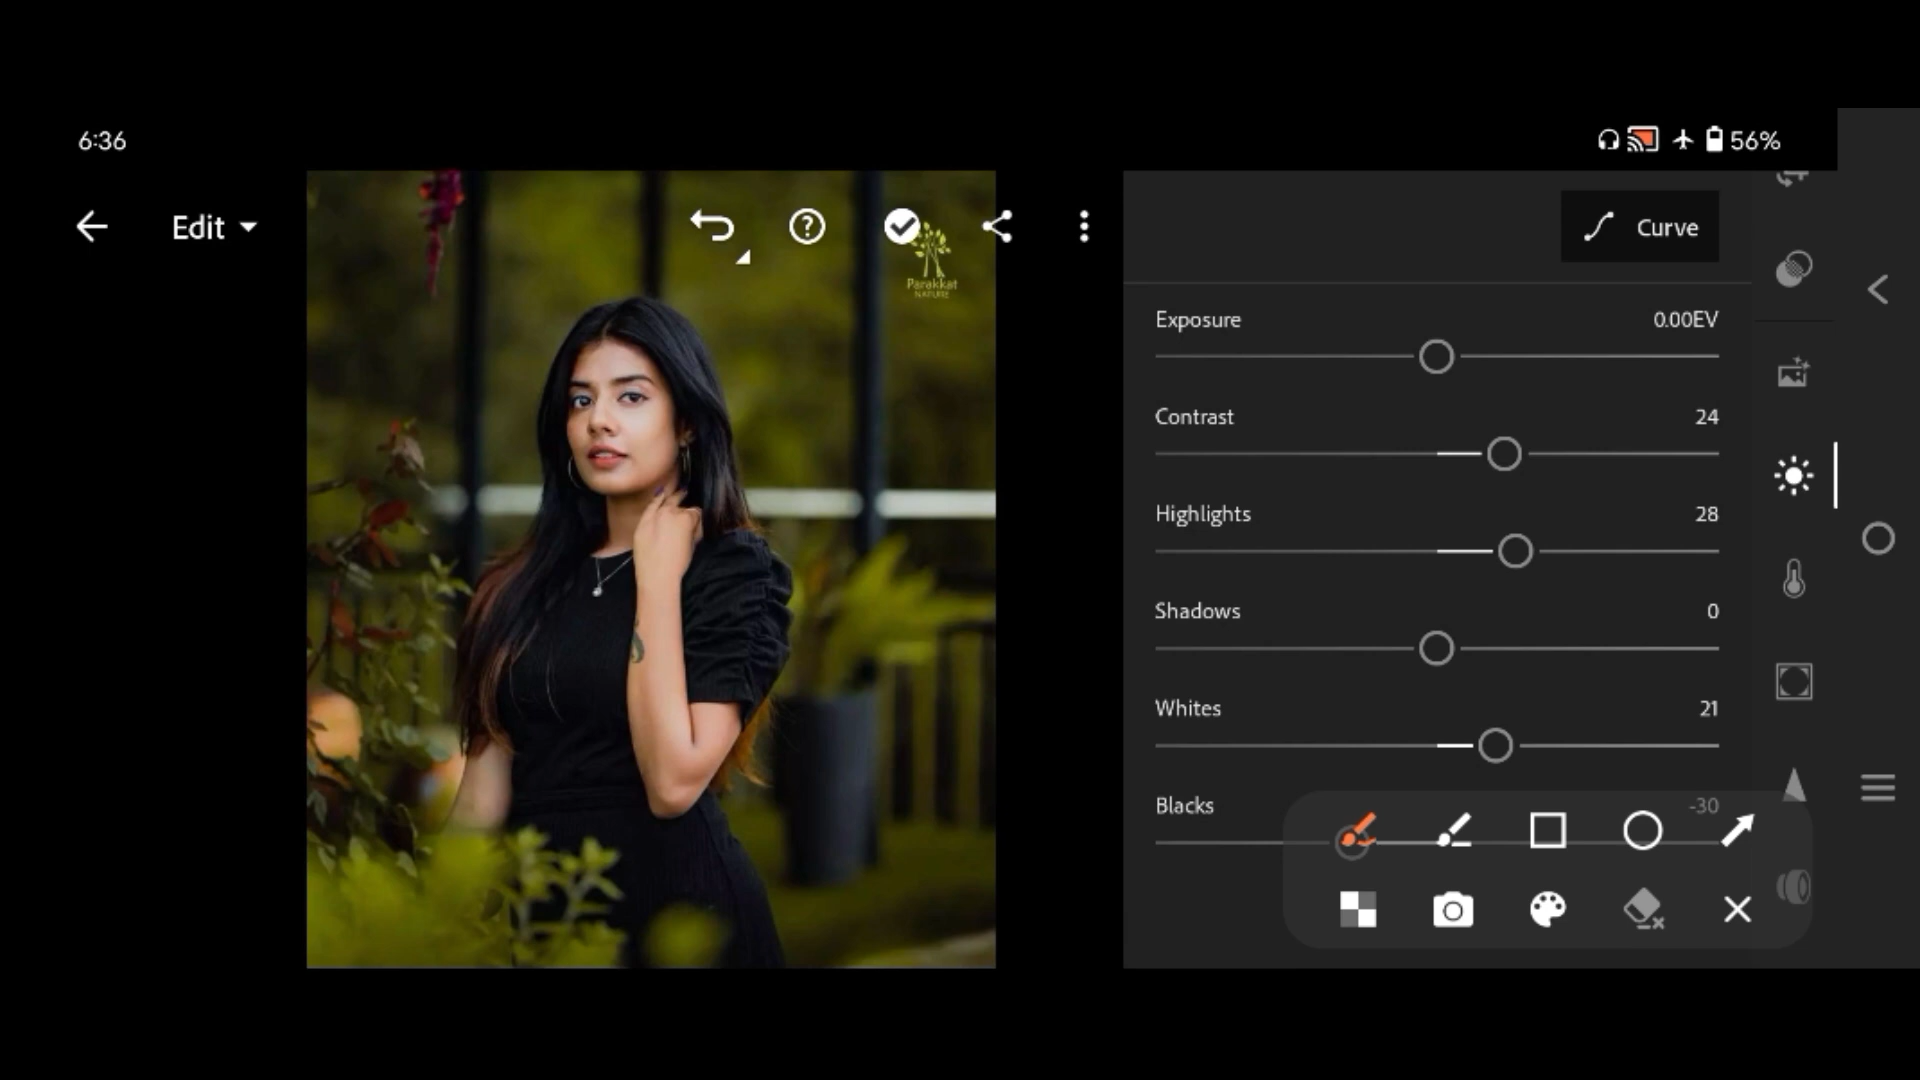 6:36
56%
Edit
Curve
Parakkat
NATURE
Exposure 0.00EV
Contrast 24
Highlights 28
Shadows 0
Whites 21
Blacks -30